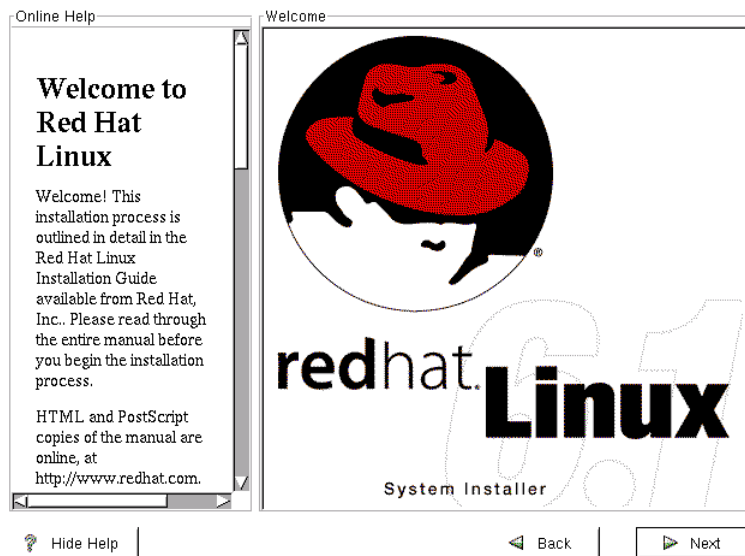 Online Help
Welcome to
Red Hat
Linux
Welcome! This
installation process is
outlined in detail in the
Red Hat Linux
Installation Guide
available from Red Hat,
Inc.. Please read through
the entire manual before
you begin the installation
process.
HTML and PostScript
copies of the manual are
online, at
http://www.redhat.com.
Welcome
®
6.1
redhat.
Linux
System Installer
Hide Help
Back
Next